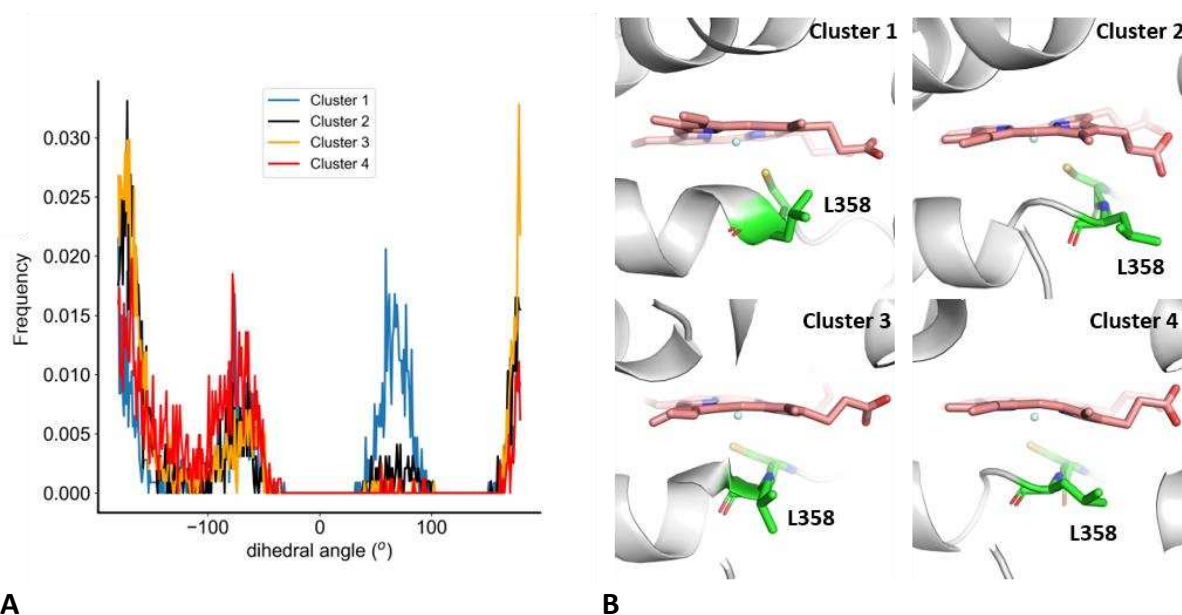 Cluster 1
Cluster 2
Cluster 3
Cluster 4
0.030
0.025
0.020
0.015
0.010
0.005
0.000
Frequency
−100
0
100
dihedral angle (o)
A
Cluster 1
L358
Cluster 2
L358
Cluster 3
L358
Cluster 4
L358
B